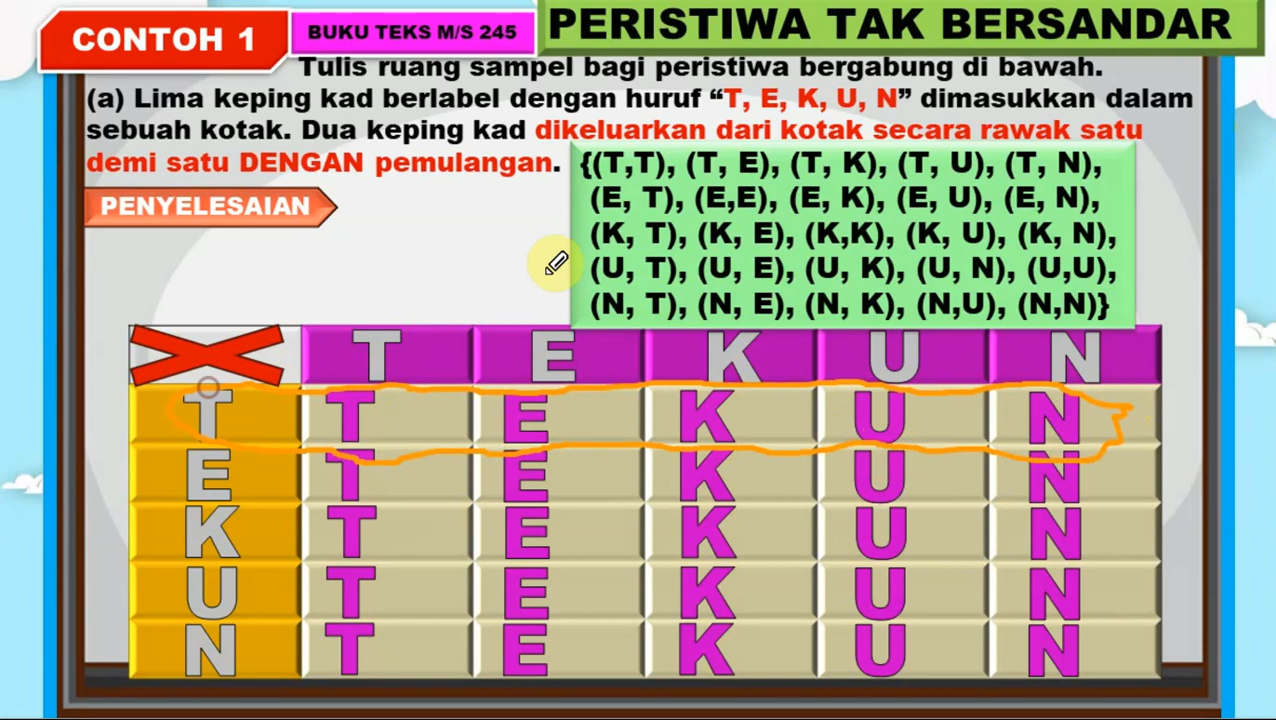 CONTOH 1
BUKU TEKS M/S 245
PERISTIWA TAK BERSANDAR
Tulis ruang sampel bagi peristiwa bergabung di bawah.
(a) Lima keping kad berlabel dengan huruf “T, E, K, U, N” dimasukkan dalam
sebuah kotak. Dua keping kad dikeluarkan dari kotak secara rawak satu
demi satu DENGAN pemulangan.
{(T,T), (T, E), (T, K), (T, U), (T, N),
(E, T), (E,E), (E, K), (E, U), (E, N),
(K, T), (K, E), (K,K), (K, U), (K, N),
(U, T), (U, E), (U, K), (U, N), (U,U),
(N, T), (N, E), (N, K), (N,U), (N,N)}
PENYELESAIAN
T E K U N
T T E K U N
E T E K U N
K T E K U N
U T E K U N
N T E K U N